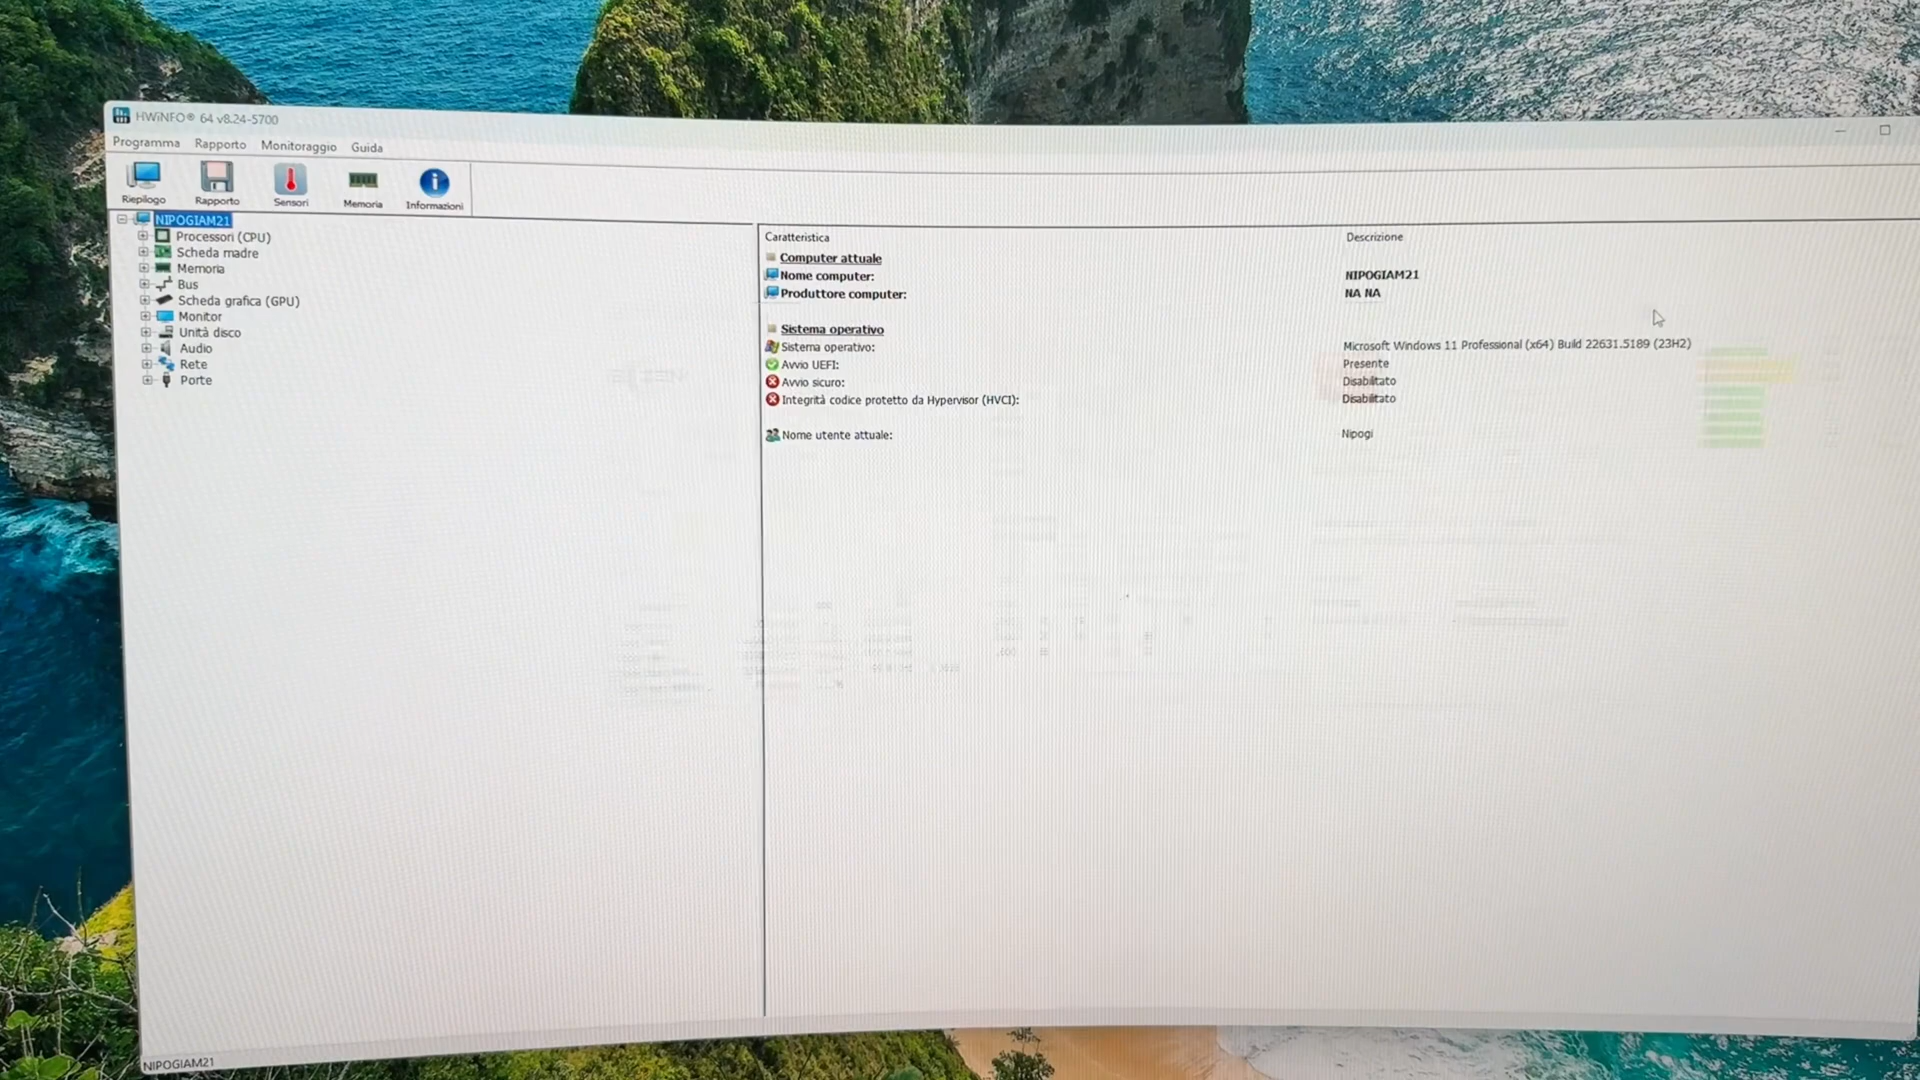 HWiNFO® 64 v8.24-5700
Programma Rapporto Monitoraggio Guida
Riepilogo Rapporto Sensori Memoria Informazioni
NIPOGIAM21
Processori (CPU)
Scheda madre
Memoria
Bus
Scheda grafica (GPU)
Monitor
Unità disco
Audio
Rete
Porte
Caratteristica Descrizione
Computer attuale
Nome computer: NIPOGIAM21
Produttore computer: NA NA
Sistema operativo
Sistema operativo: Microsoft Windows 11 Professional (x64) Build 22631.5189 (23H2)
Avvio UEFI: Presente
Avvio sicuro: Disabilitato
Integrità codice protetto da Hypervisor (HVCI): Disabilitato
Nome utente attuale: Nipogi
NIPOGIAM21